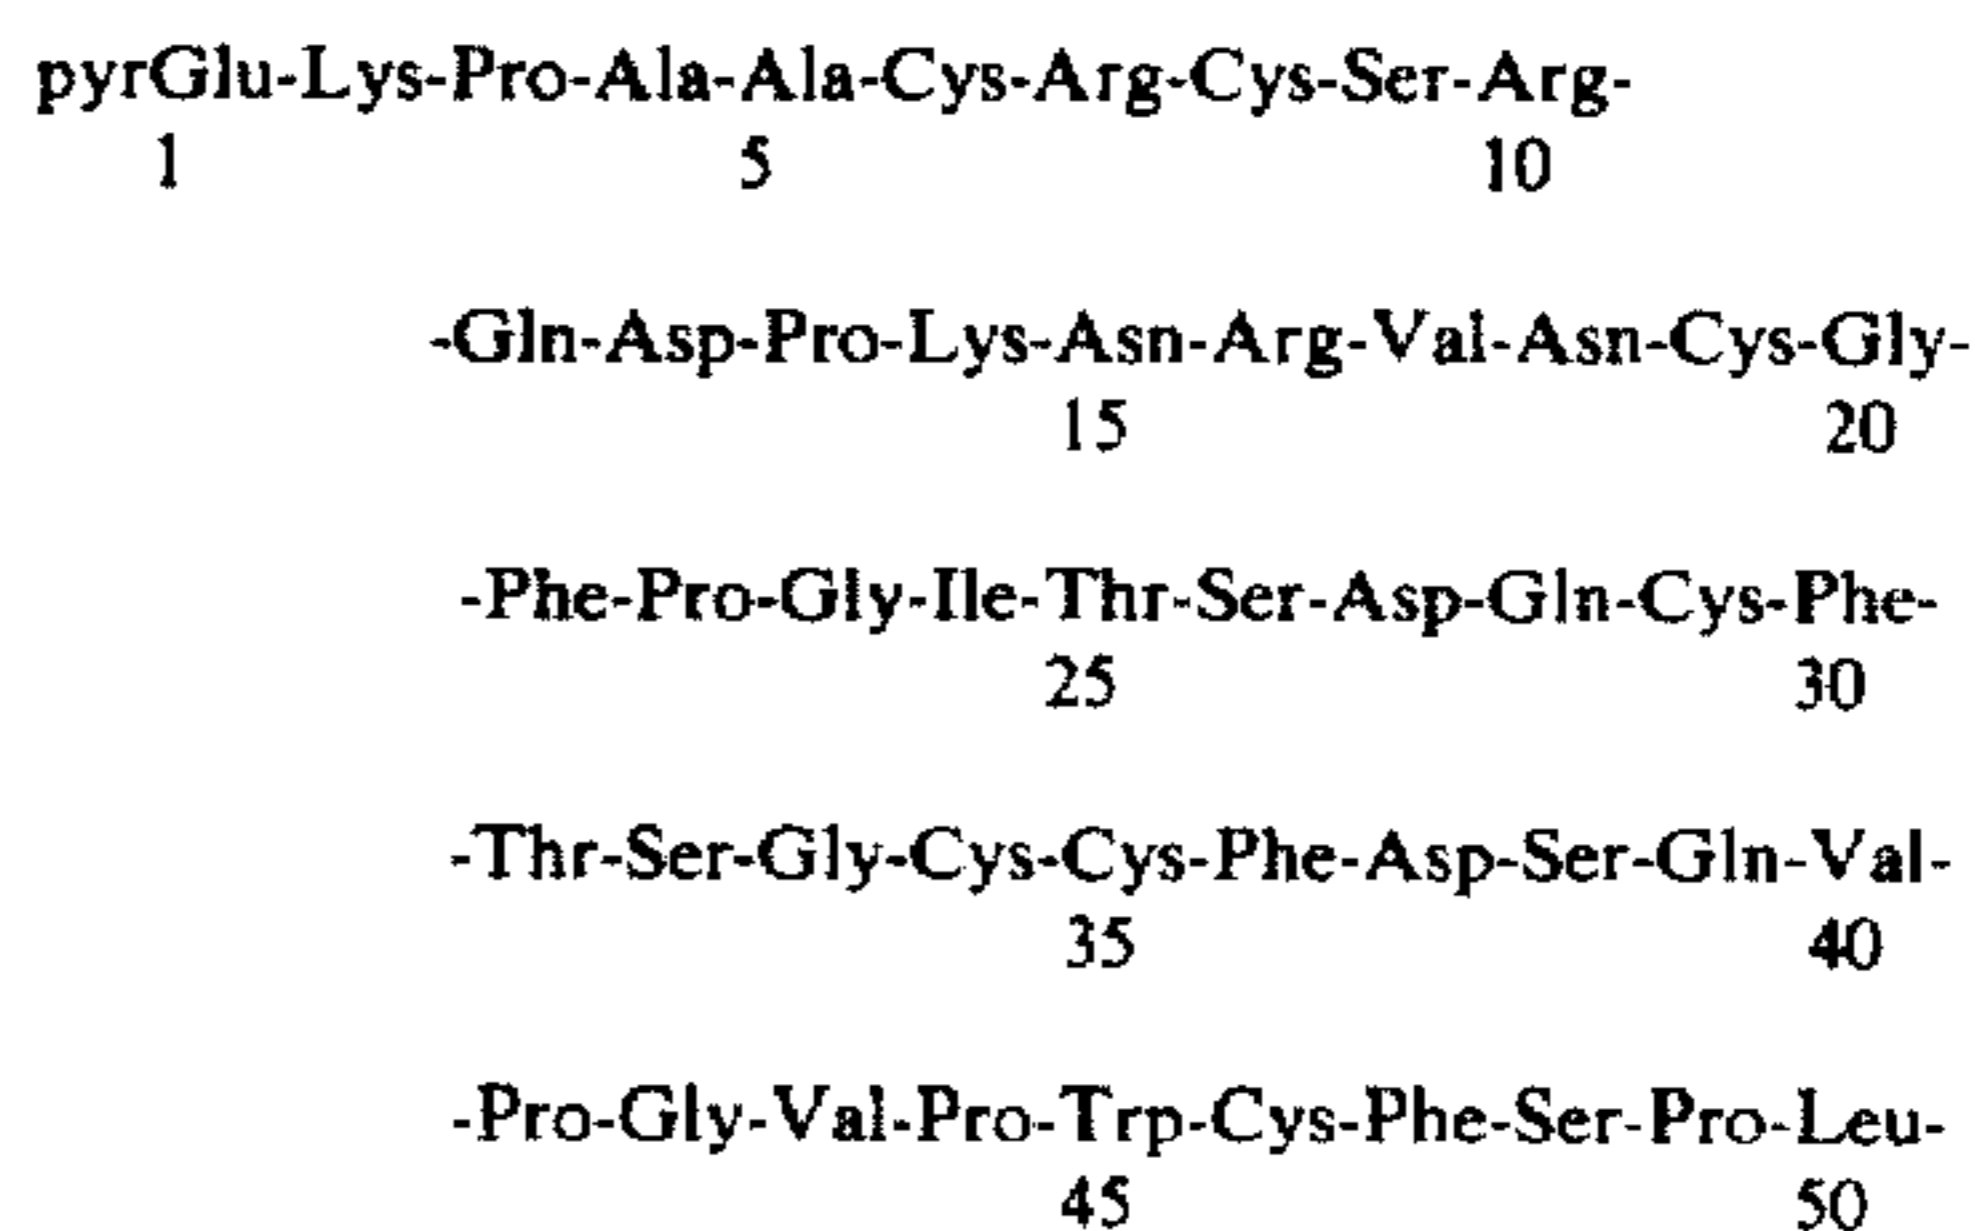 pyrGlu-Lys-Pro-Ala-Ala-Cys-Arg-Cys-Ser-Arg-
1 5 10
-Gln-Asp-Pro-Lys-Asn-Arg-Val-Asn-Cys-Gly-
15 20
-Phe-Pro-Gly-Ile-Thr-Ser-Asp-Gln-Cys-Phe-
25 30
-Thr-Ser-Gly-Cys-Cys-Phe-Asp-Ser-Gln-Val-
35 40
-Pro-Gly-Val-Pro-Trp-Cys-Phe-Ser-Pro-Leu-
45 50